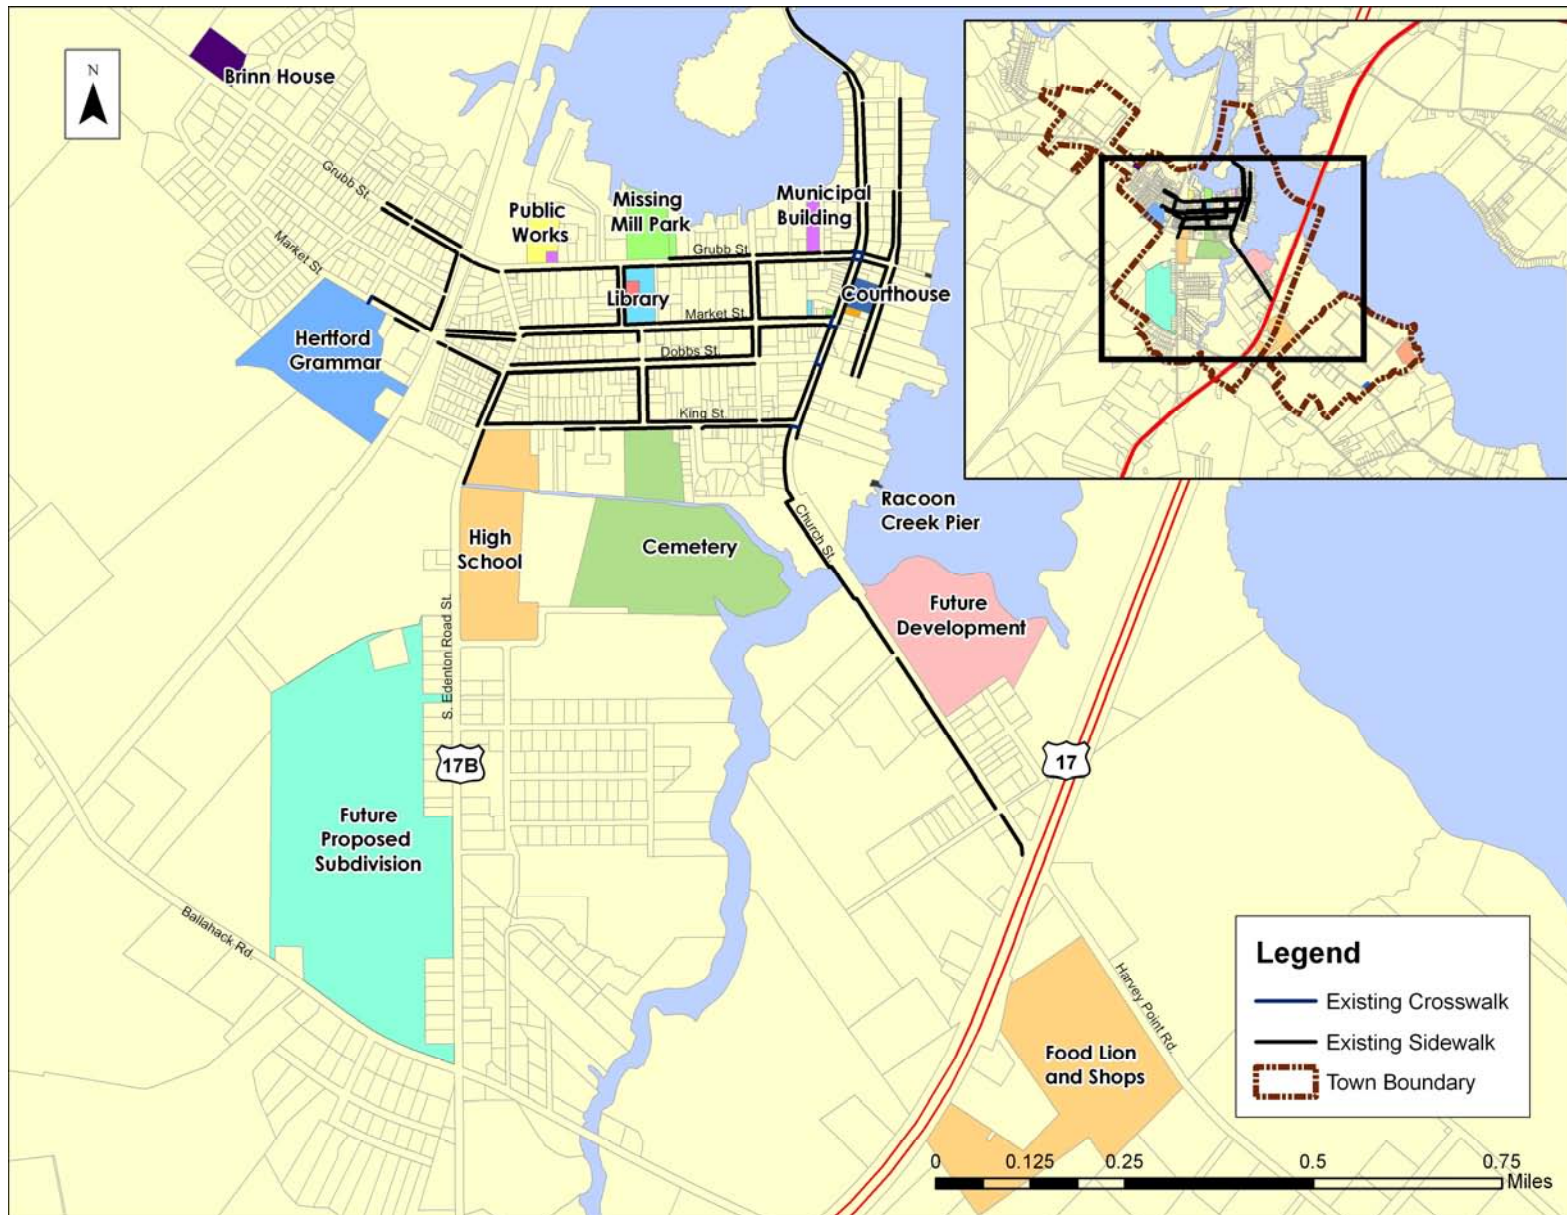 N
Brinn House
Grubb St.
Market St.
Public
Works
Missing
Mill Park
Municipal
Building
Grubb St.
Library
Courthouse
Market St.
Hertford
Grammar
Dobbs St.
King St.
Racoon
Creek Pier
Church St.
High
School
Cemetery
Future
Development
S. Edenton Road St.
17B
17
Future
Proposed
Subdivision
Ballahack Rd.
Harvey Point Rd.
Food Lion
and Shops
Legend
Existing Crosswalk
Existing Sidewalk
Town Boundary
0 0.125 0.25 0.5 0.75
Miles